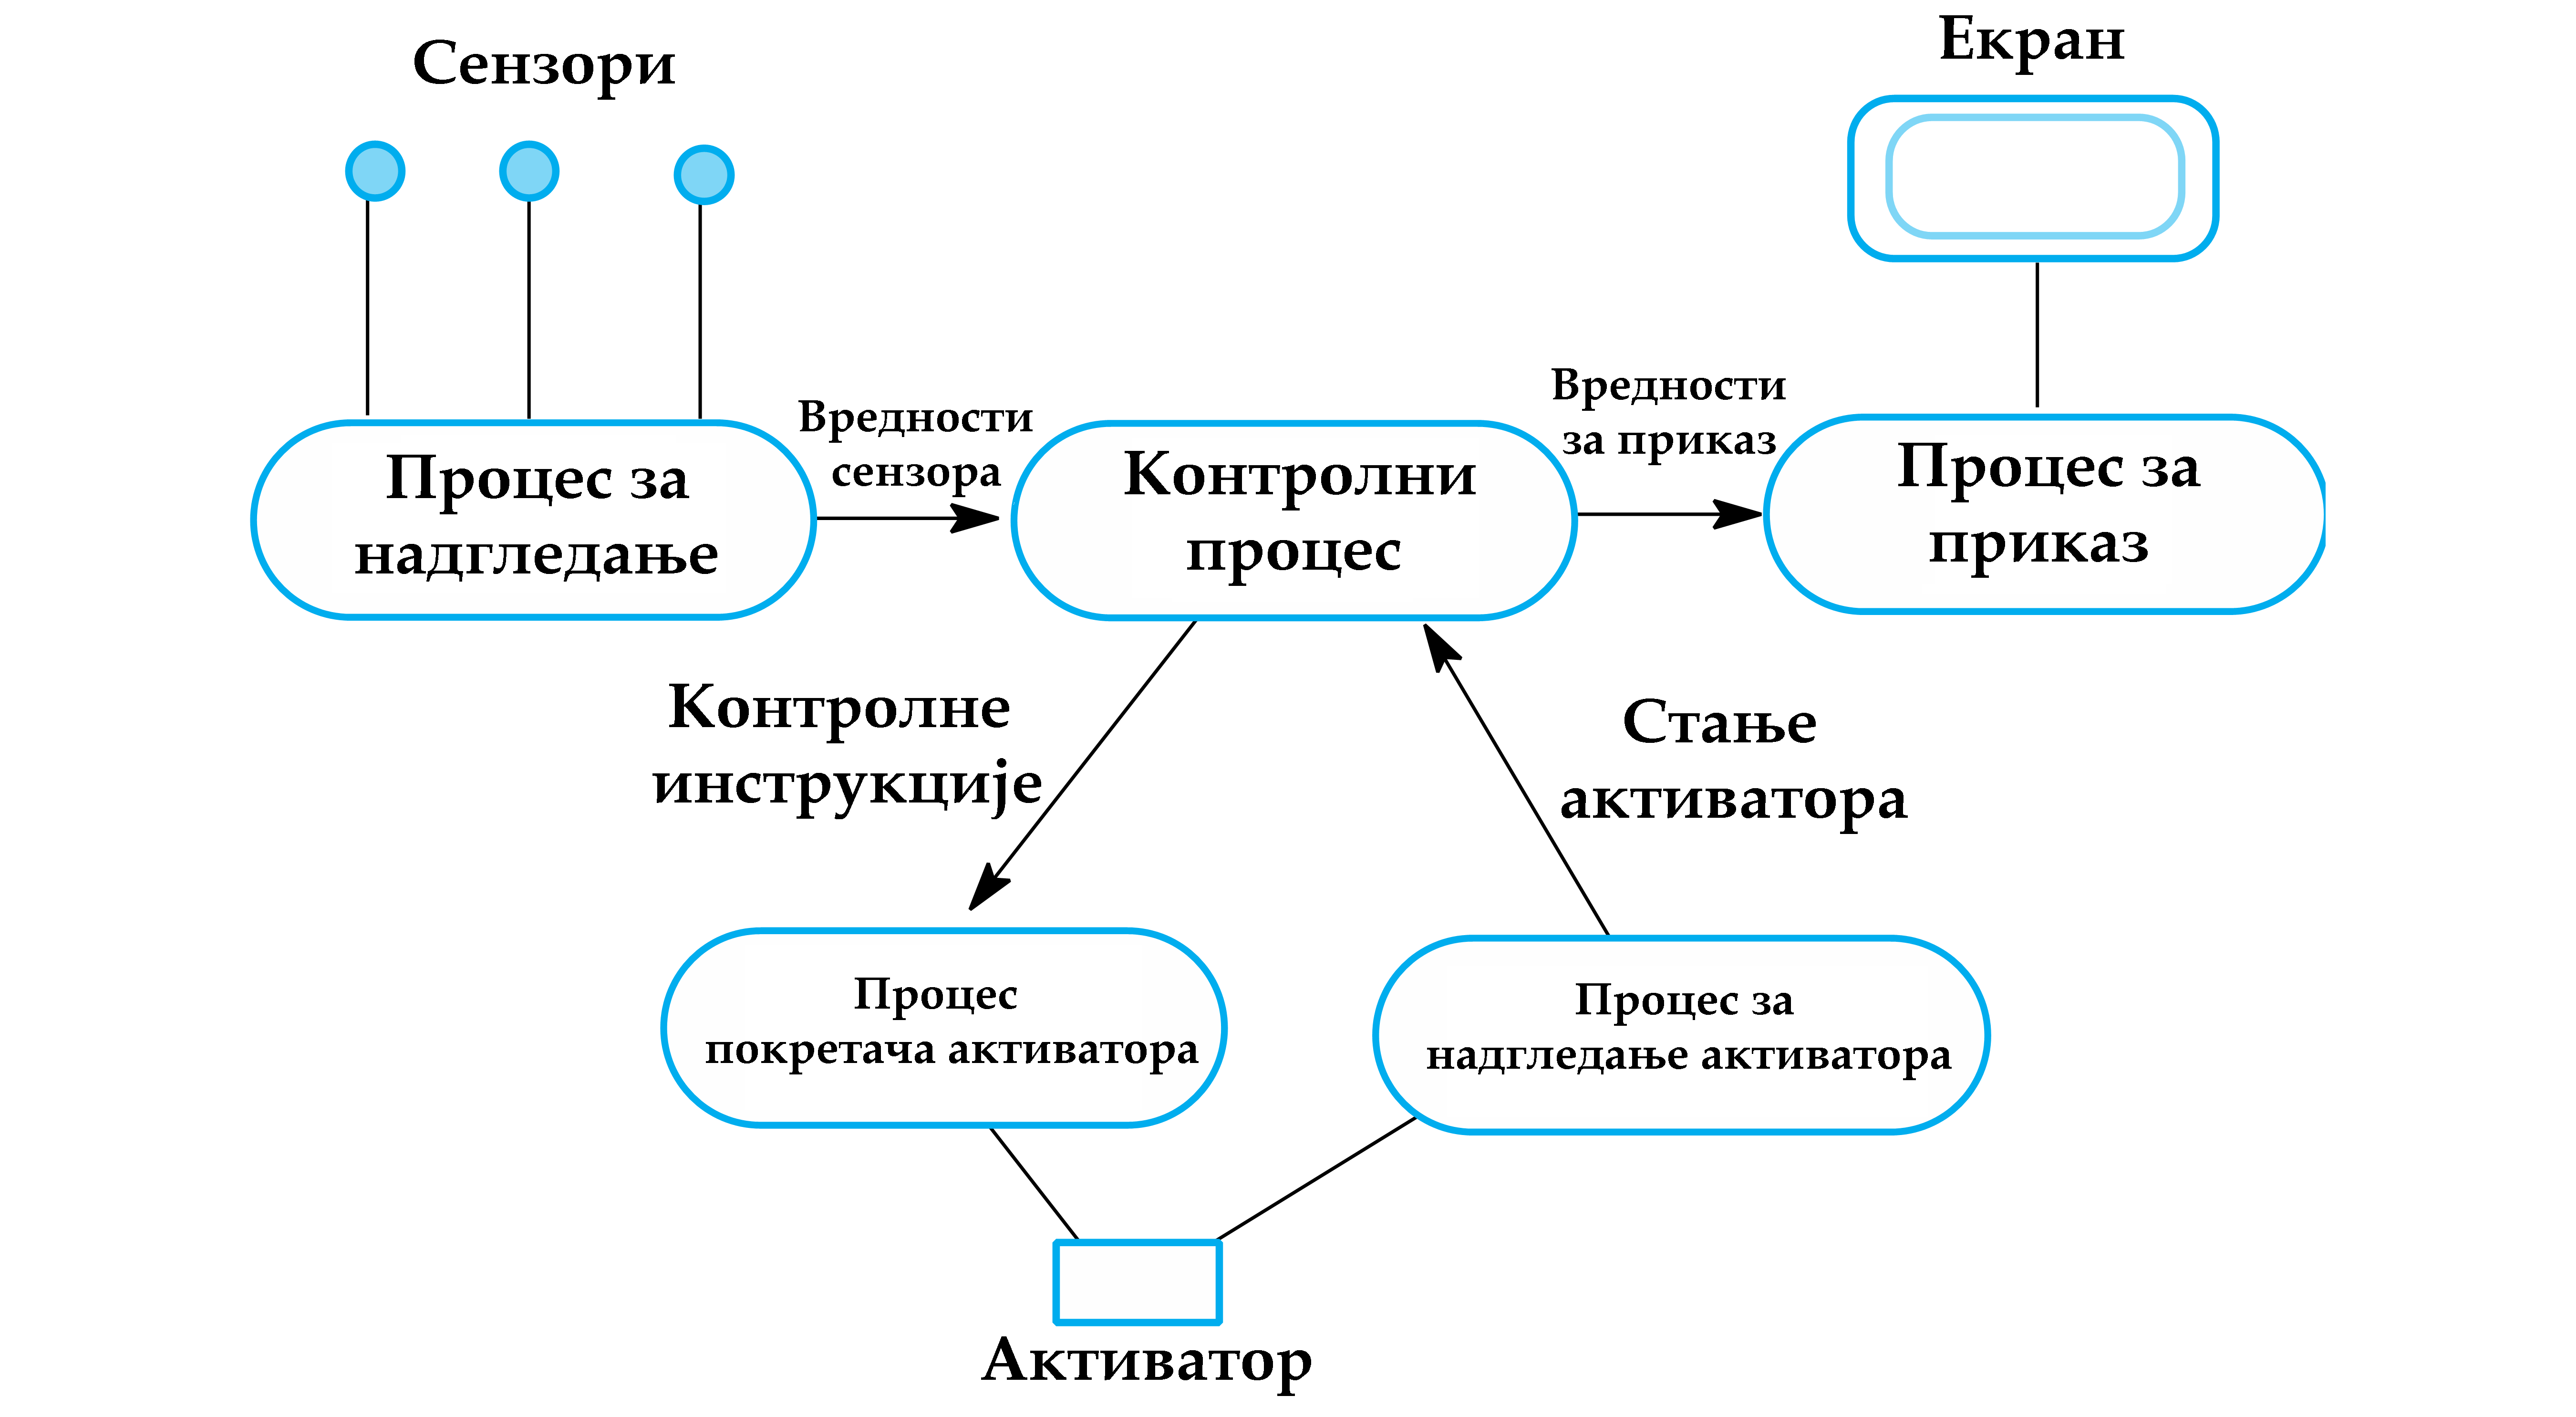 Сензори
Екран
Процес за
надгледање
Вредности
сензора
Контролни
процес
Вредности
за приказ
Процес за
приказ
Контролне
инструкције
Стање
активатора
Процес
покретача активатора
Процес за
надгледање активатора
Активатор